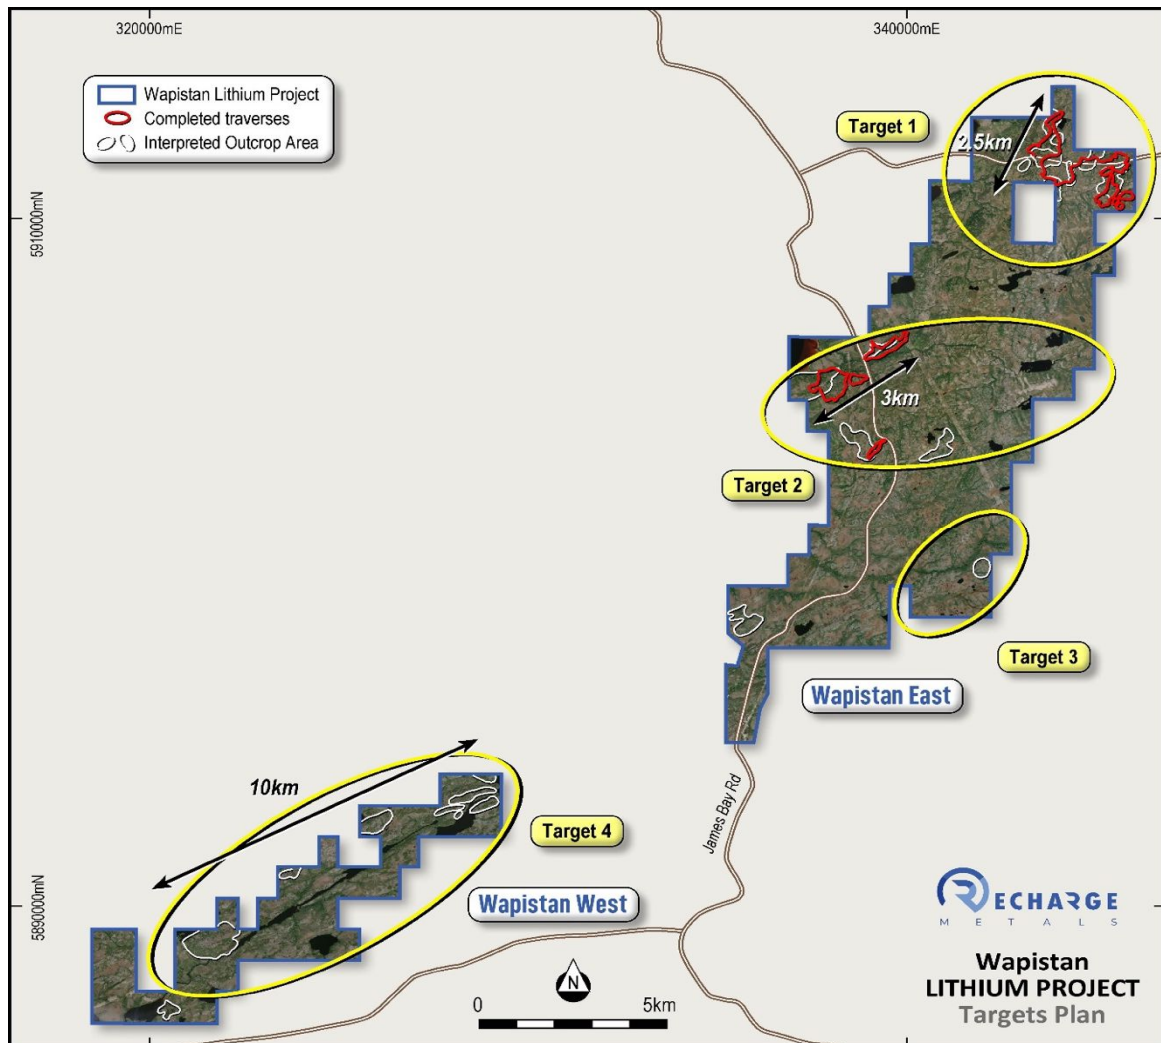 320000mE
340000mE
Wapistan Lithium Project
Completed traverses
Interpreted Outcrop Area
Target 1
2.5km
5910000mN
3km
Target 2
Target 3
Wapistan East
10km
James Bay Rd
Target 4
Wapistan West
5890000mN
RECHARGE
METALS
N
0
5km
Wapistan
LITHIUM PROJECT
Targets Plan